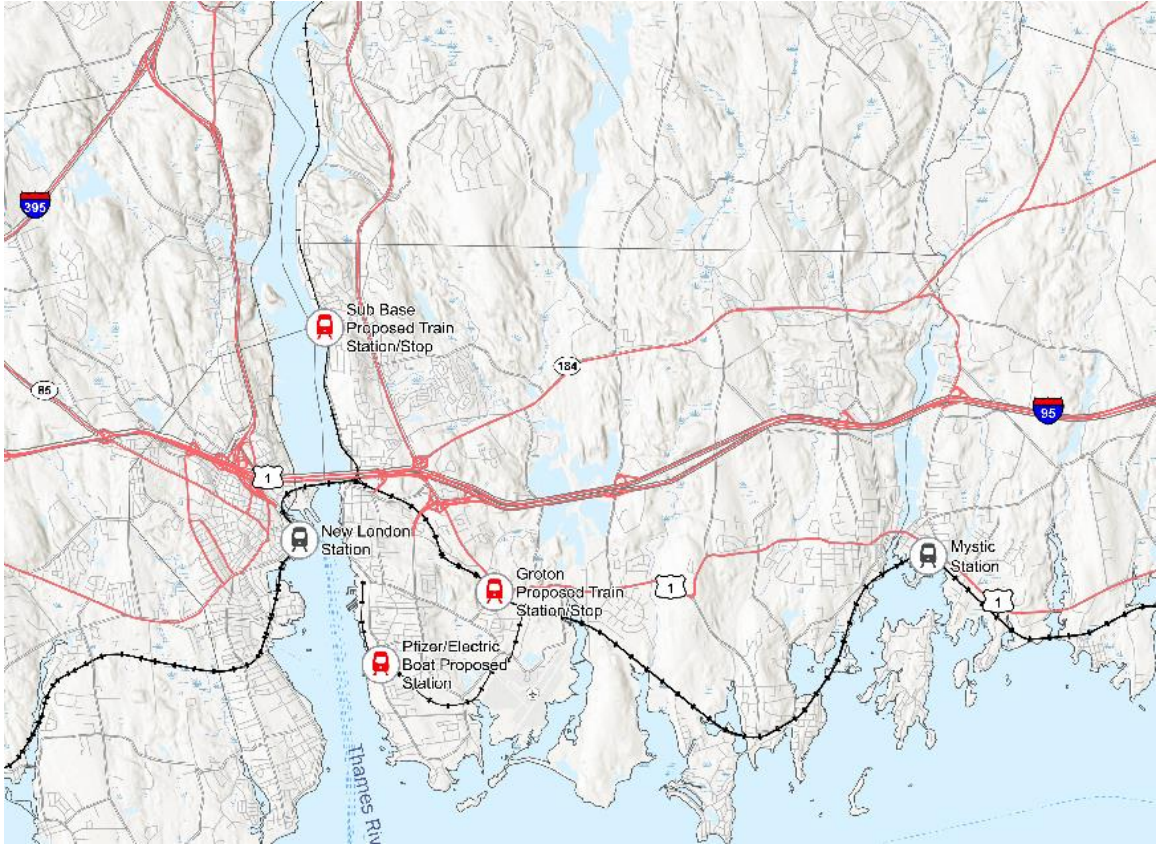 395
Sub Base
Proposed Train
Station/Stop
184
85
95
1
New London
Station
Mystic
Station
Groton
Proposed Train
Station/Stop
1
1
Pfizer/Electric
Boat Proposed
Station
Thames Riv